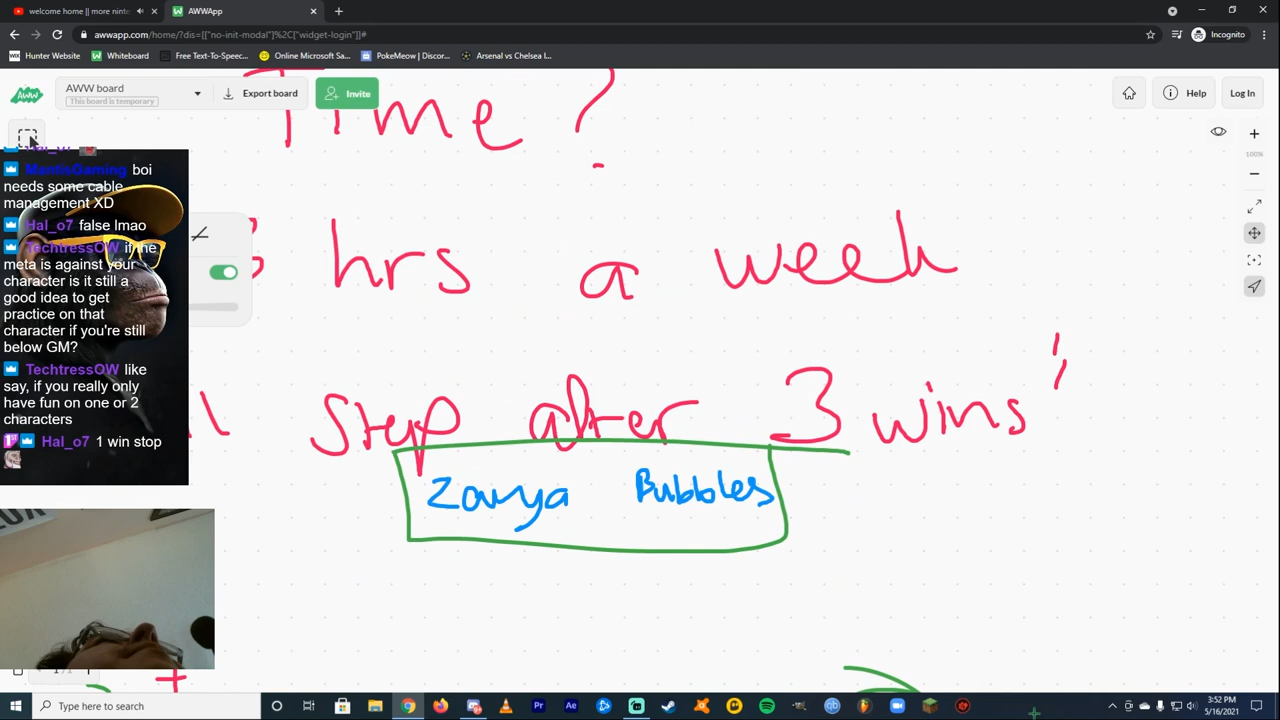 welcome home || more ninte
AWWApp
awwapp.com/home/?dis=[["no-init-modal"]%2C["widget-login"]]#
Incognito
Hunter Website
Whiteboard
Free Text-To-Speec...
Online Microsoft Sa...
PokeMeow | Discor...
Arsenal vs Chelsea I...
AWW
AWW board
This board is temporary
Export board
Invite
Help
Log In
Time?
100%
MantisGaming boi
needs some cable
management XD
Hal_o7 false lmao
TechtressOW if the
meta is against your
character is it still a
good idea to get
practice on that
character if you're still
below GM?
TechtressOW like
say, if you really only
have fun on one or 2
characters
Hal_o7 1 win stop
hrs a week
Step after 3 wins
Zarya Bubbles
1 / 1
Type here to search
3:52 PM
5/16/2021